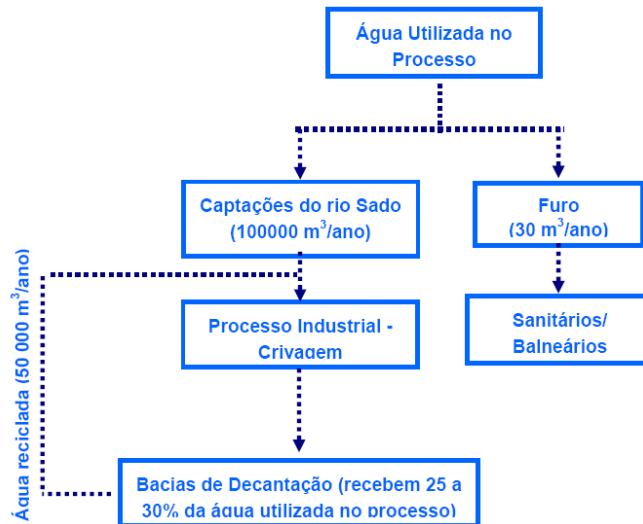 Água Utilizada no
Processo
Captações do rio Sado
(100000 m³/ano)
Furo
(30 m³/ano)
Água reciclada (50 000 m³/ano)
Processo Industrial -
Crivagem
Sanitários/
Balneários
Bacias de Decantação (recebem 25 a
30% da água utilizada no processo)